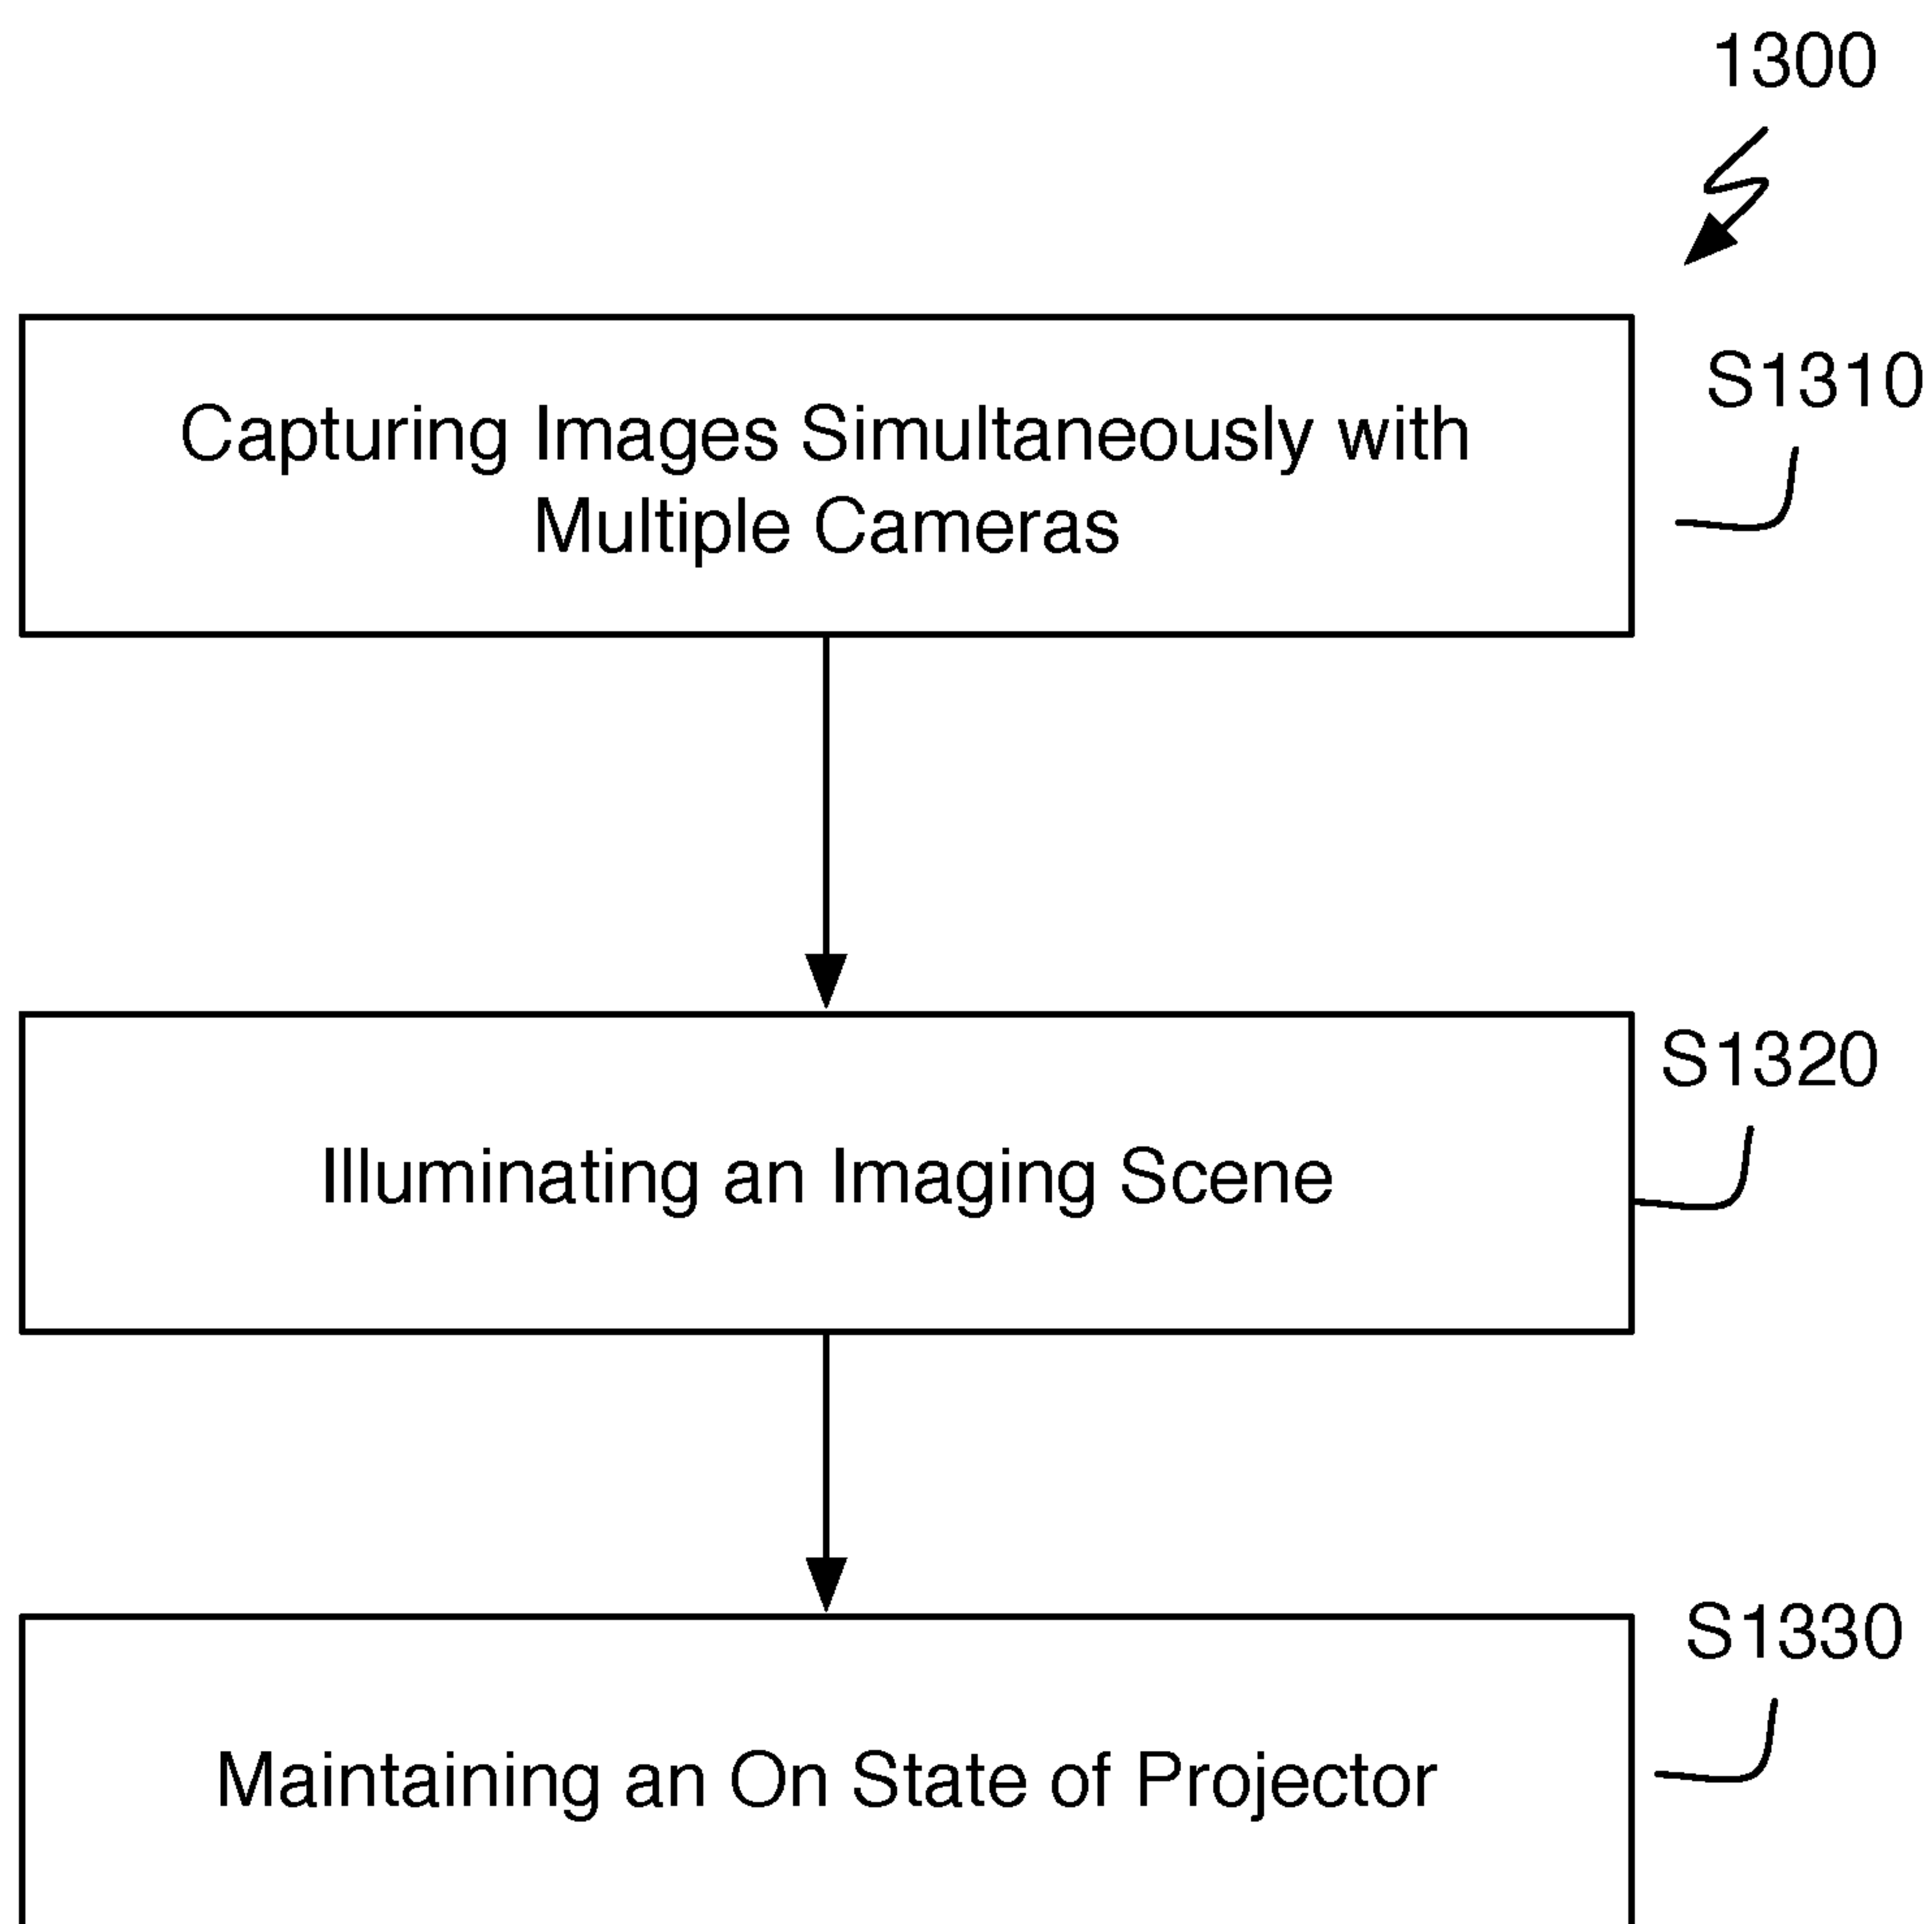 1300
S1310
Capturing Images Simultaneously with
Multiple Cameras
S1320
Illuminating an Imaging Scene
S1330
Maintaining an On State of Projector